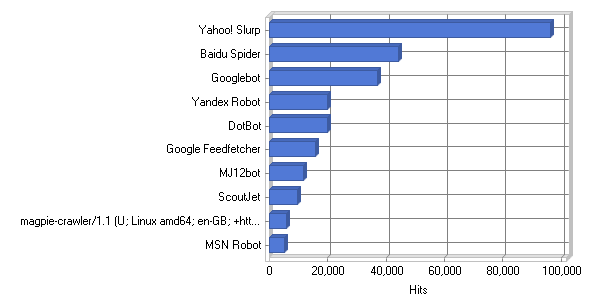 Yahoo! Slurp
Baidu Spider
Googlebot
Yandex Robot
DotBot
Google Feedfetcher
MJ12bot
ScoutJet
magpie-crawler/1.1 (U; Linux amd64; en-GB; +htt...
MSN Robot
0 20,000 40,000 60,000 80,000 100,000
Hits